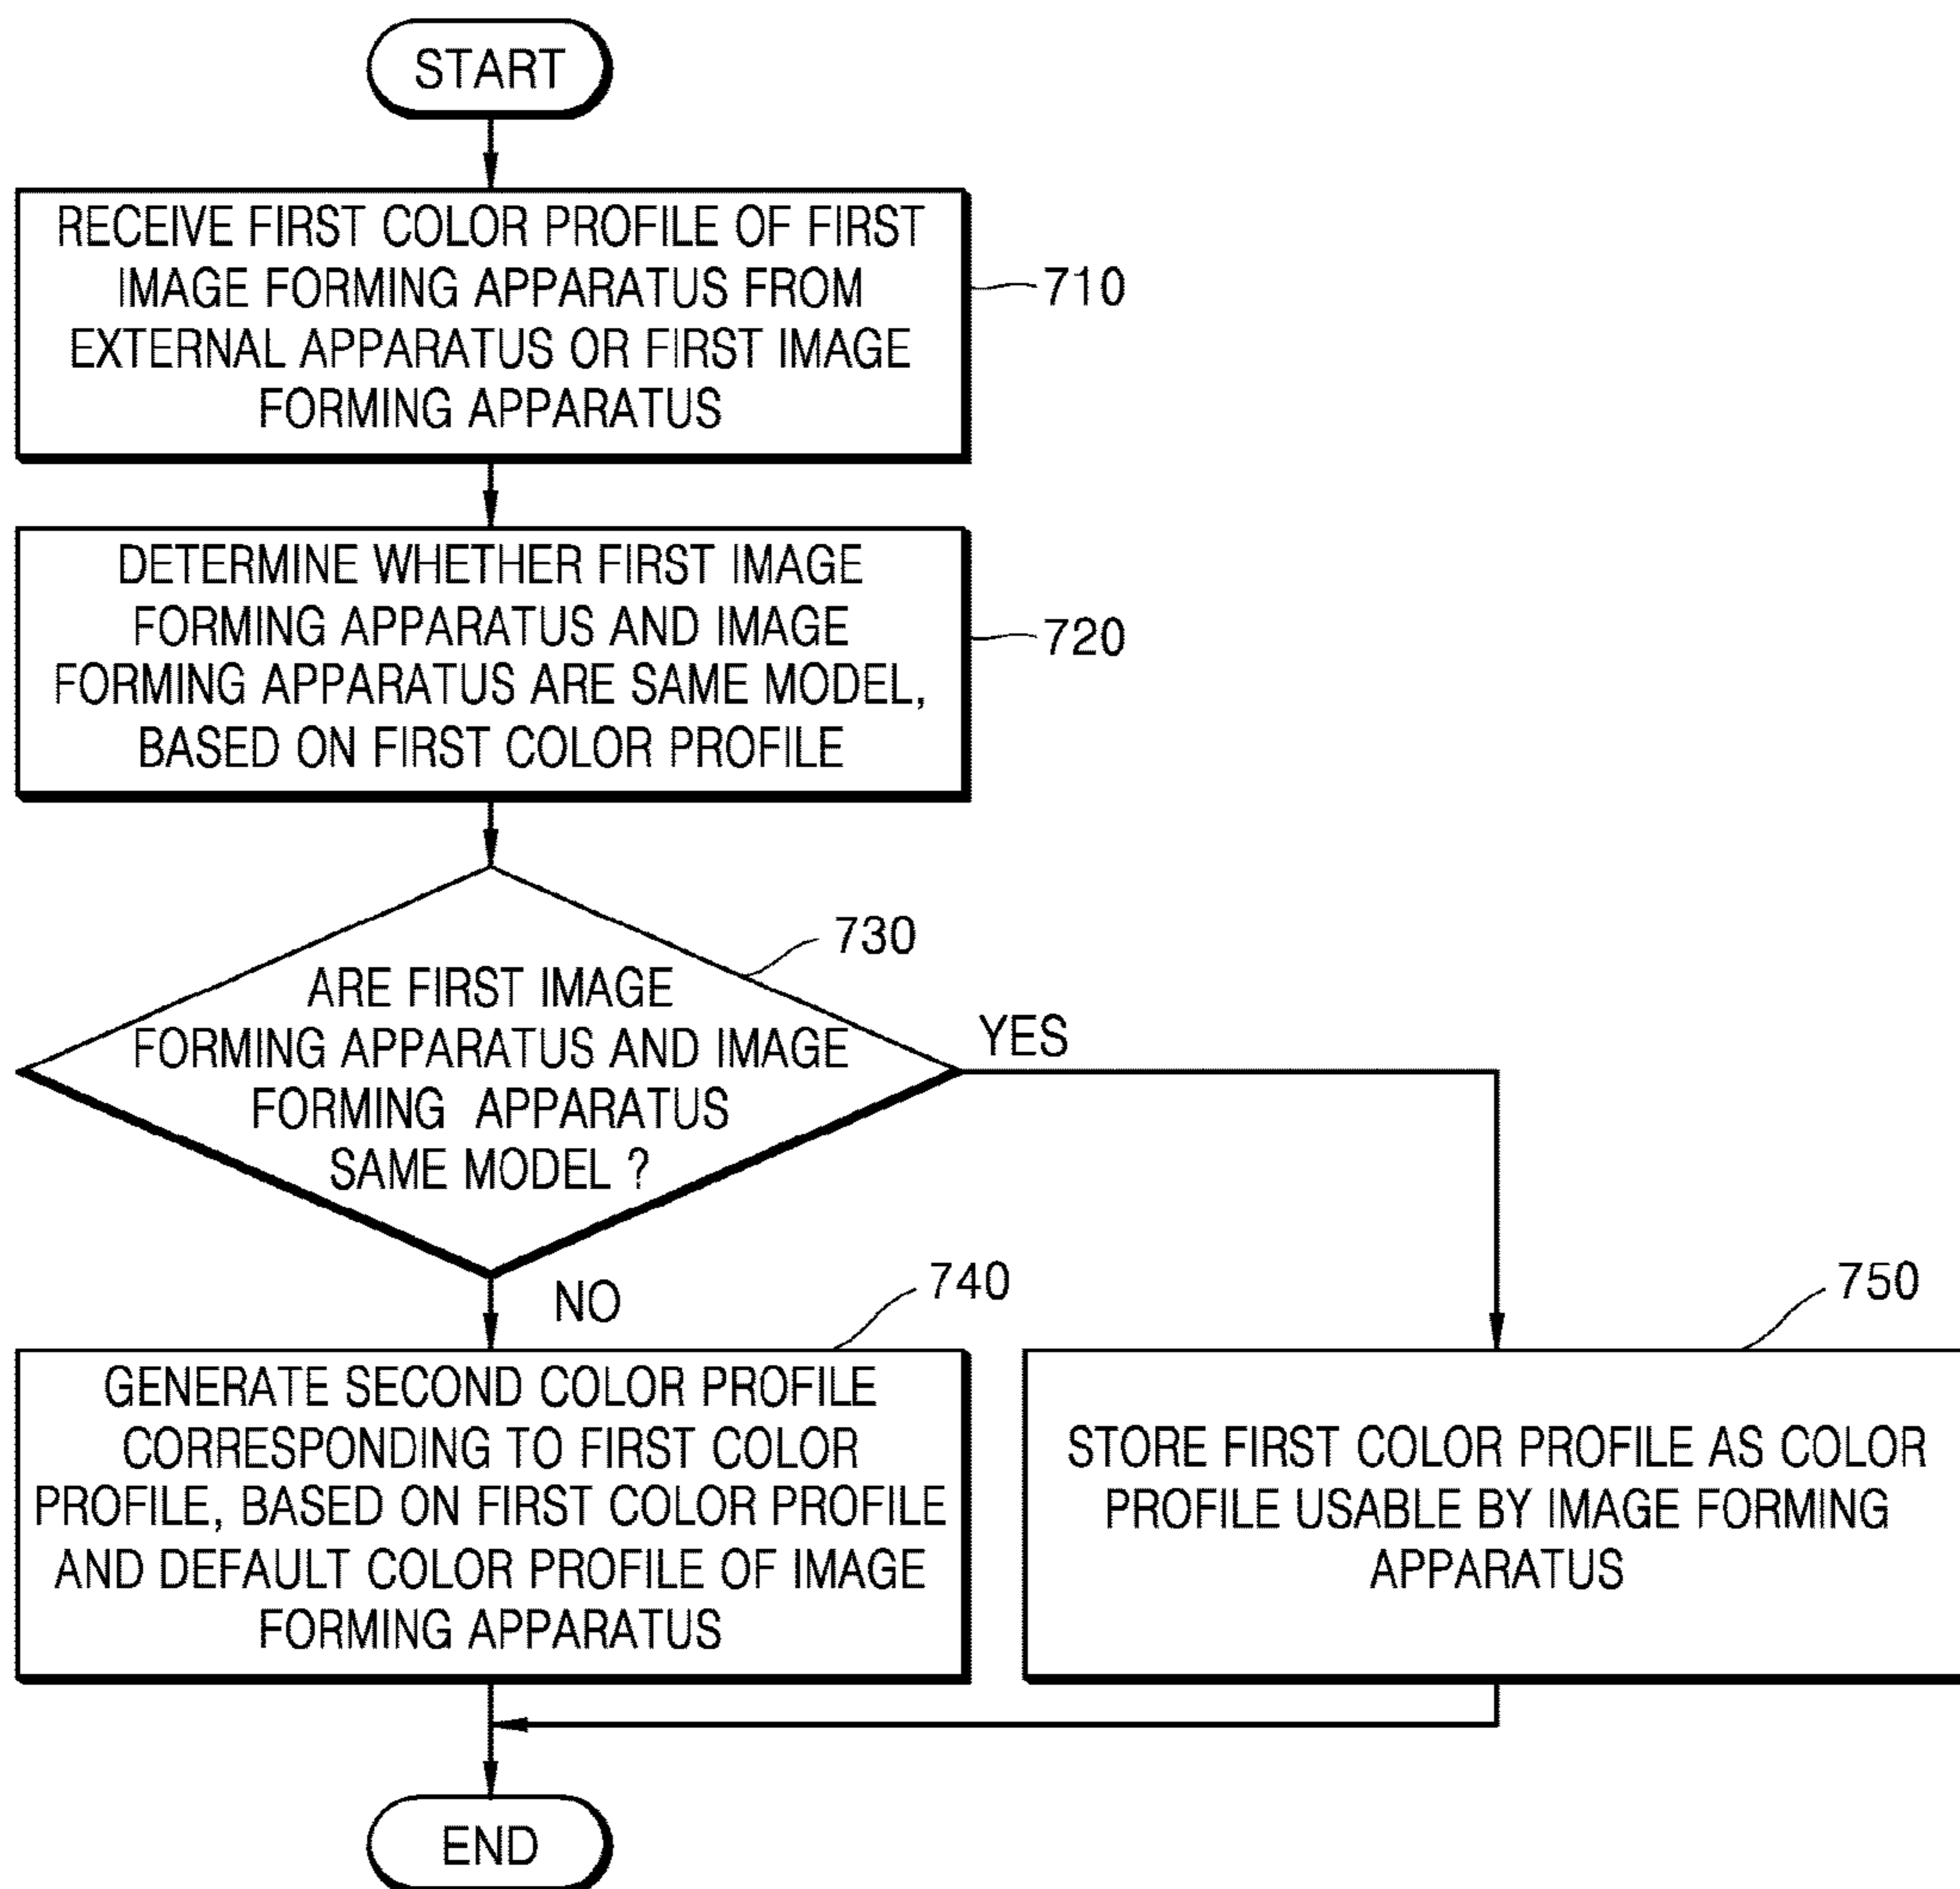 START
RECEIVE FIRST COLOR PROFILE OF FIRST
IMAGE FORMING APPARATUS FROM
EXTERNAL APPARATUS OR FIRST IMAGE
FORMING APPARATUS
710
DETERMINE WHETHER FIRST IMAGE
FORMING APPARATUS AND IMAGE
FORMING APPARATUS ARE SAME MODEL,
BASED ON FIRST COLOR PROFILE
720
730
ARE FIRST IMAGE
FORMING APPARATUS AND IMAGE
FORMING APPARATUS
SAME MODEL ?
YES
NO
740
GENERATE SECOND COLOR PROFILE
CORRESPONDING TO FIRST COLOR
PROFILE, BASED ON FIRST COLOR PROFILE
AND DEFAULT COLOR PROFILE OF IMAGE
FORMING APPARATUS
750
STORE FIRST COLOR PROFILE AS COLOR
PROFILE USABLE BY IMAGE FORMING
APPARATUS
END